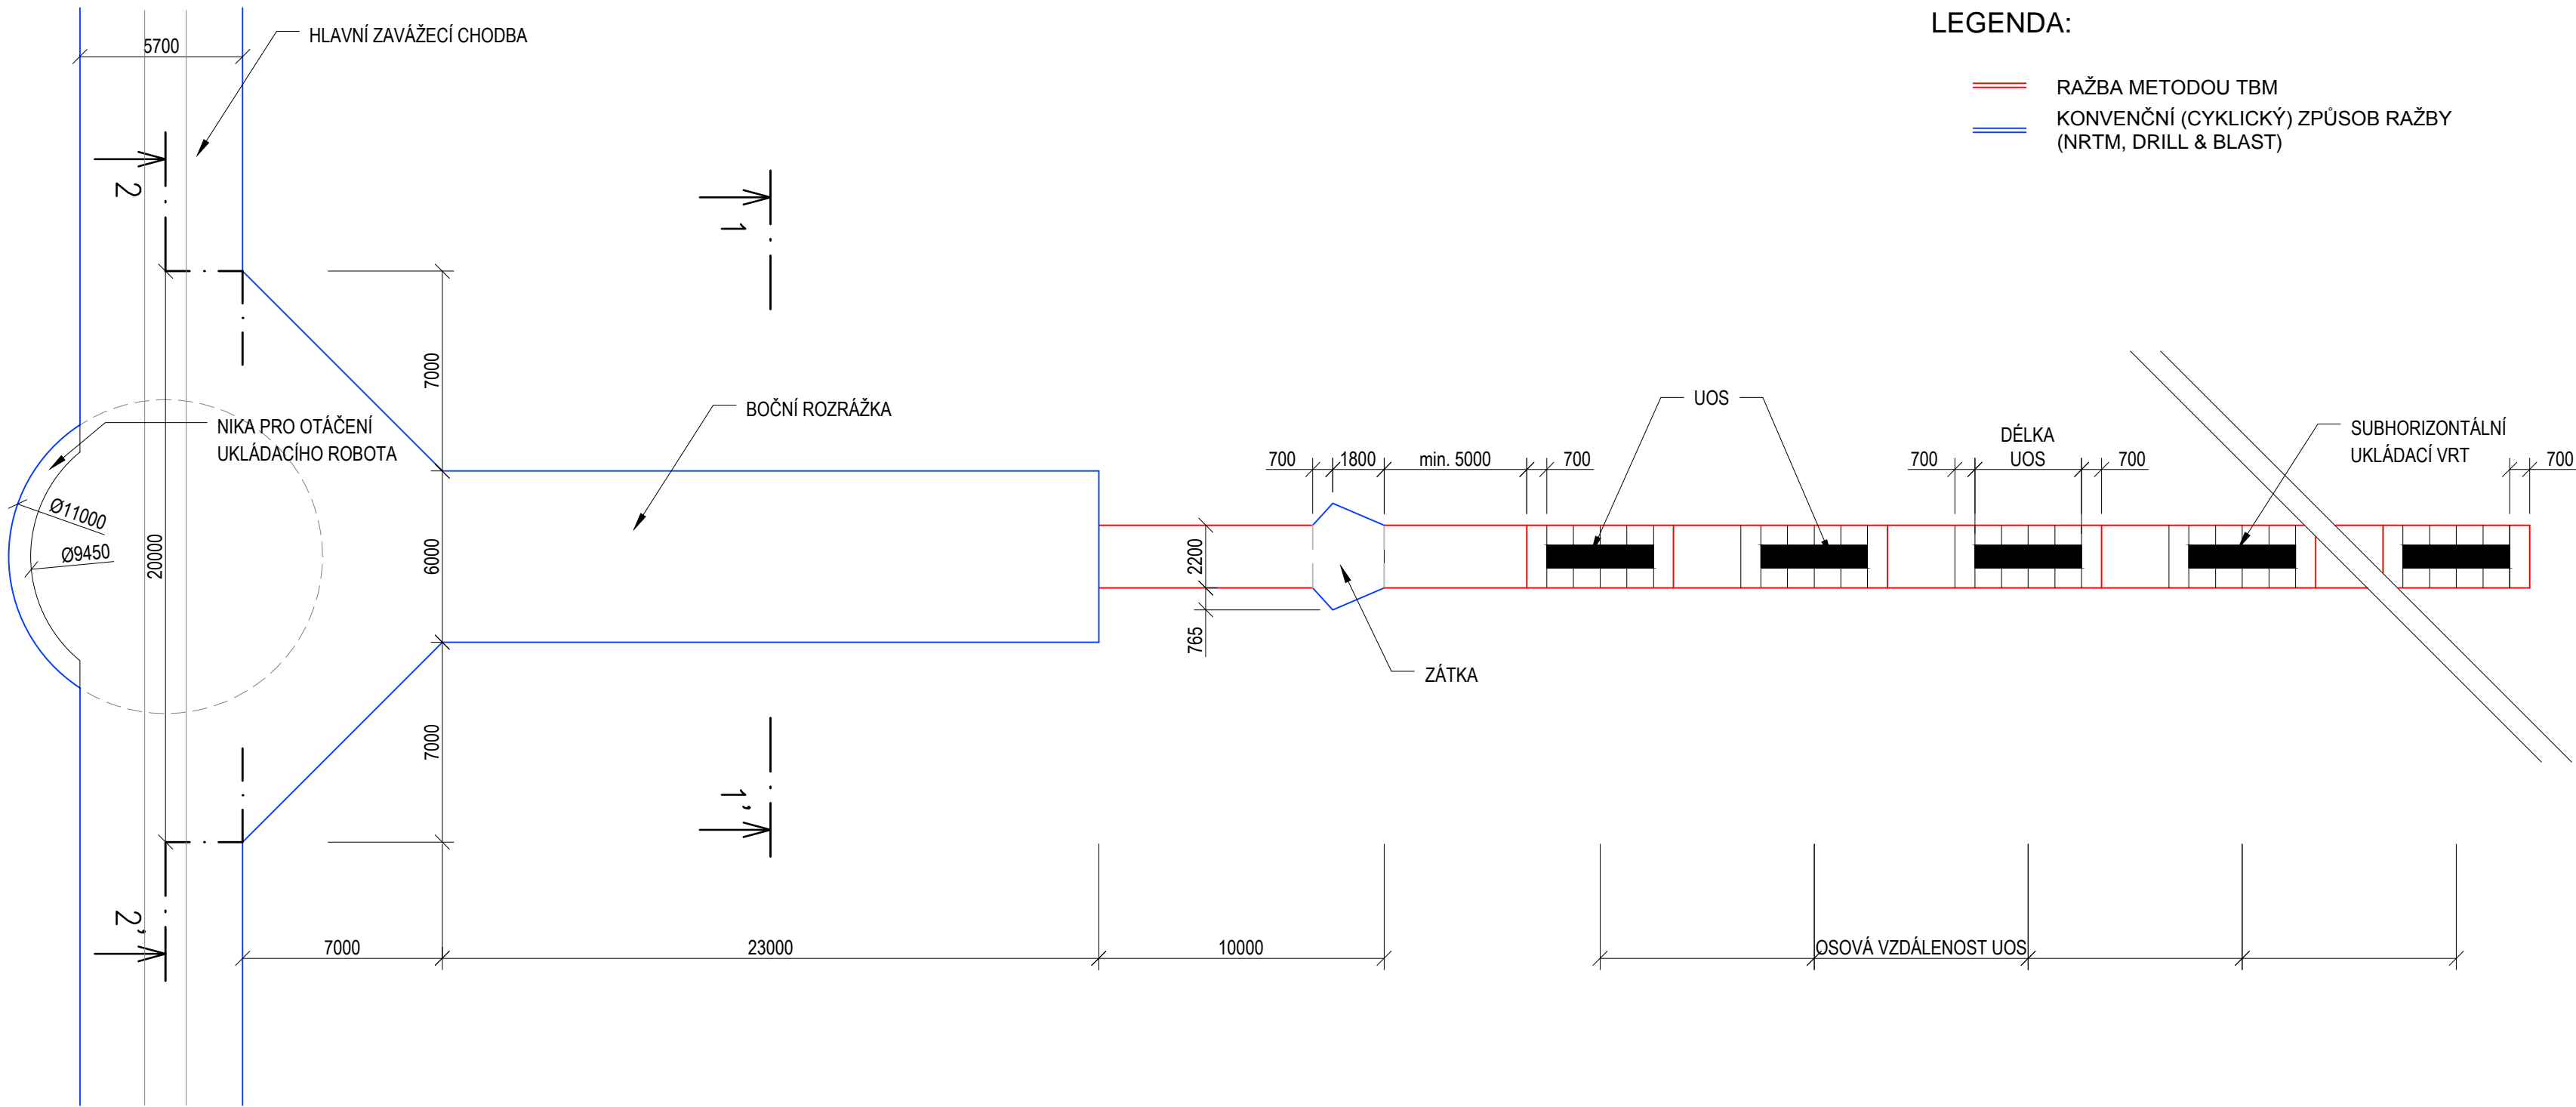 LEGENDA:
RAŽBA METODOU TBM
KONVENČNÍ (CYKLICKÝ) ZPŮSOB RAŽBY
(NRTM, DRILL & BLAST)
5700
HLAVNÍ ZAVÁŽECÍ CHODBA
2
1
7000
BOČNÍ ROZRÁŽKA
NIKA PRO OTÁČENÍ
UKLÁDACÍHO ROBOTA
Ø11000
Ø9450
20000
6000
7000
UOS
700
1800
min. 5000
700
2200
765
ZÁTKA
DÉLKA
UOS
700
700
SUBHORIZONTÁLNÍ
UKLÁDACÍ VRT
700
1'
2'
7000
23000
10000
OSOVÁ VZDÁLENOST UOS